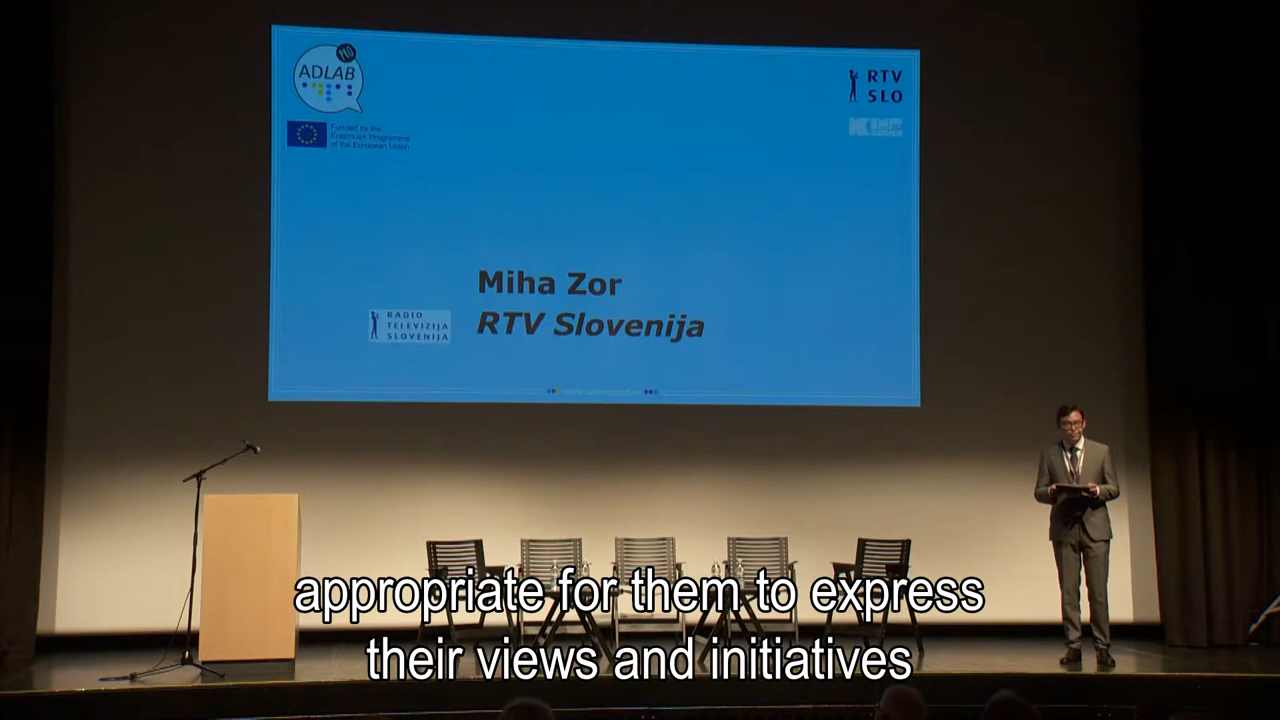 PRO
ADLAB
Funded by the
Erasmus+ Programme
of the European Union
RTV
SLO
Miha Zor
RTV Slovenija
RADIO
TELEVIZIJA
SLOVENIJA
appropriate for them to express
their views and initiatives